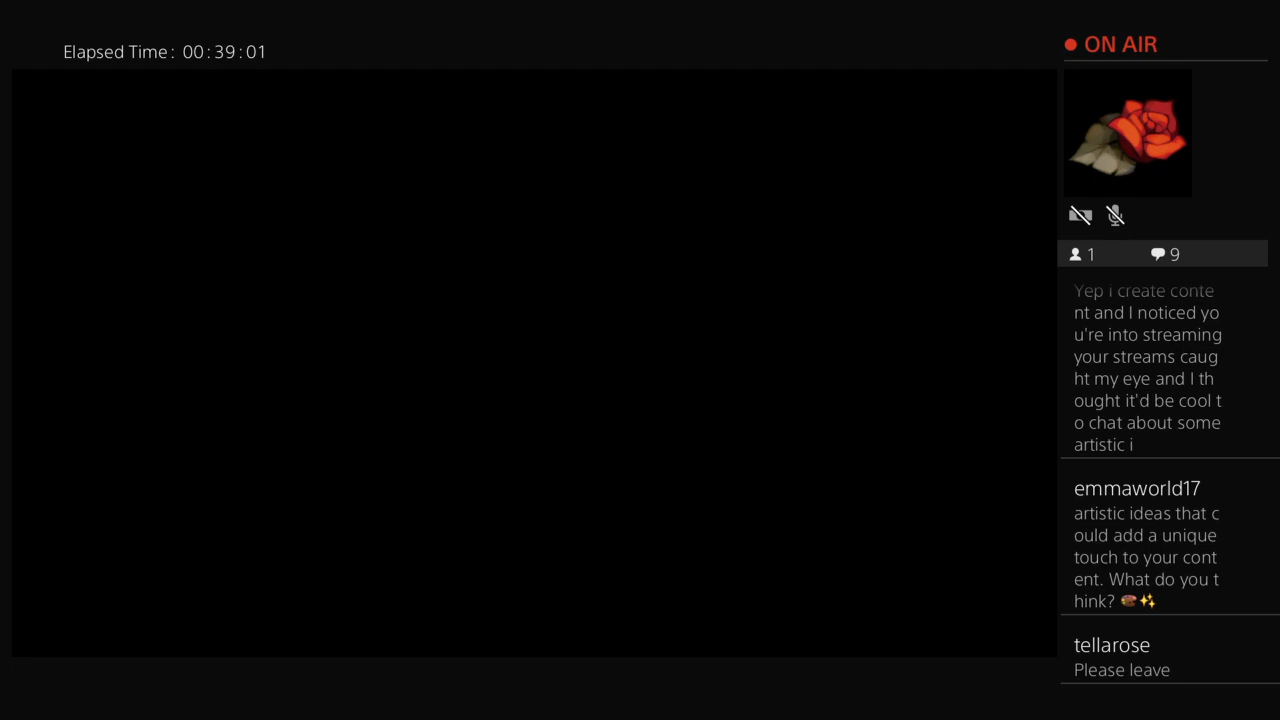 Elapsed Time: 00:39:01
ON AIR
1 9
Yep i create conte
nt and I noticed yo
u're into streaming
your streams caug
ht my eye and I th
ought it'd be cool t
o chat about some
artistic i
emmaworld17
artistic ideas that c
ould add a unique
touch to your cont
ent. What do you t
hink? 🎨✨
tellarose
Please leave